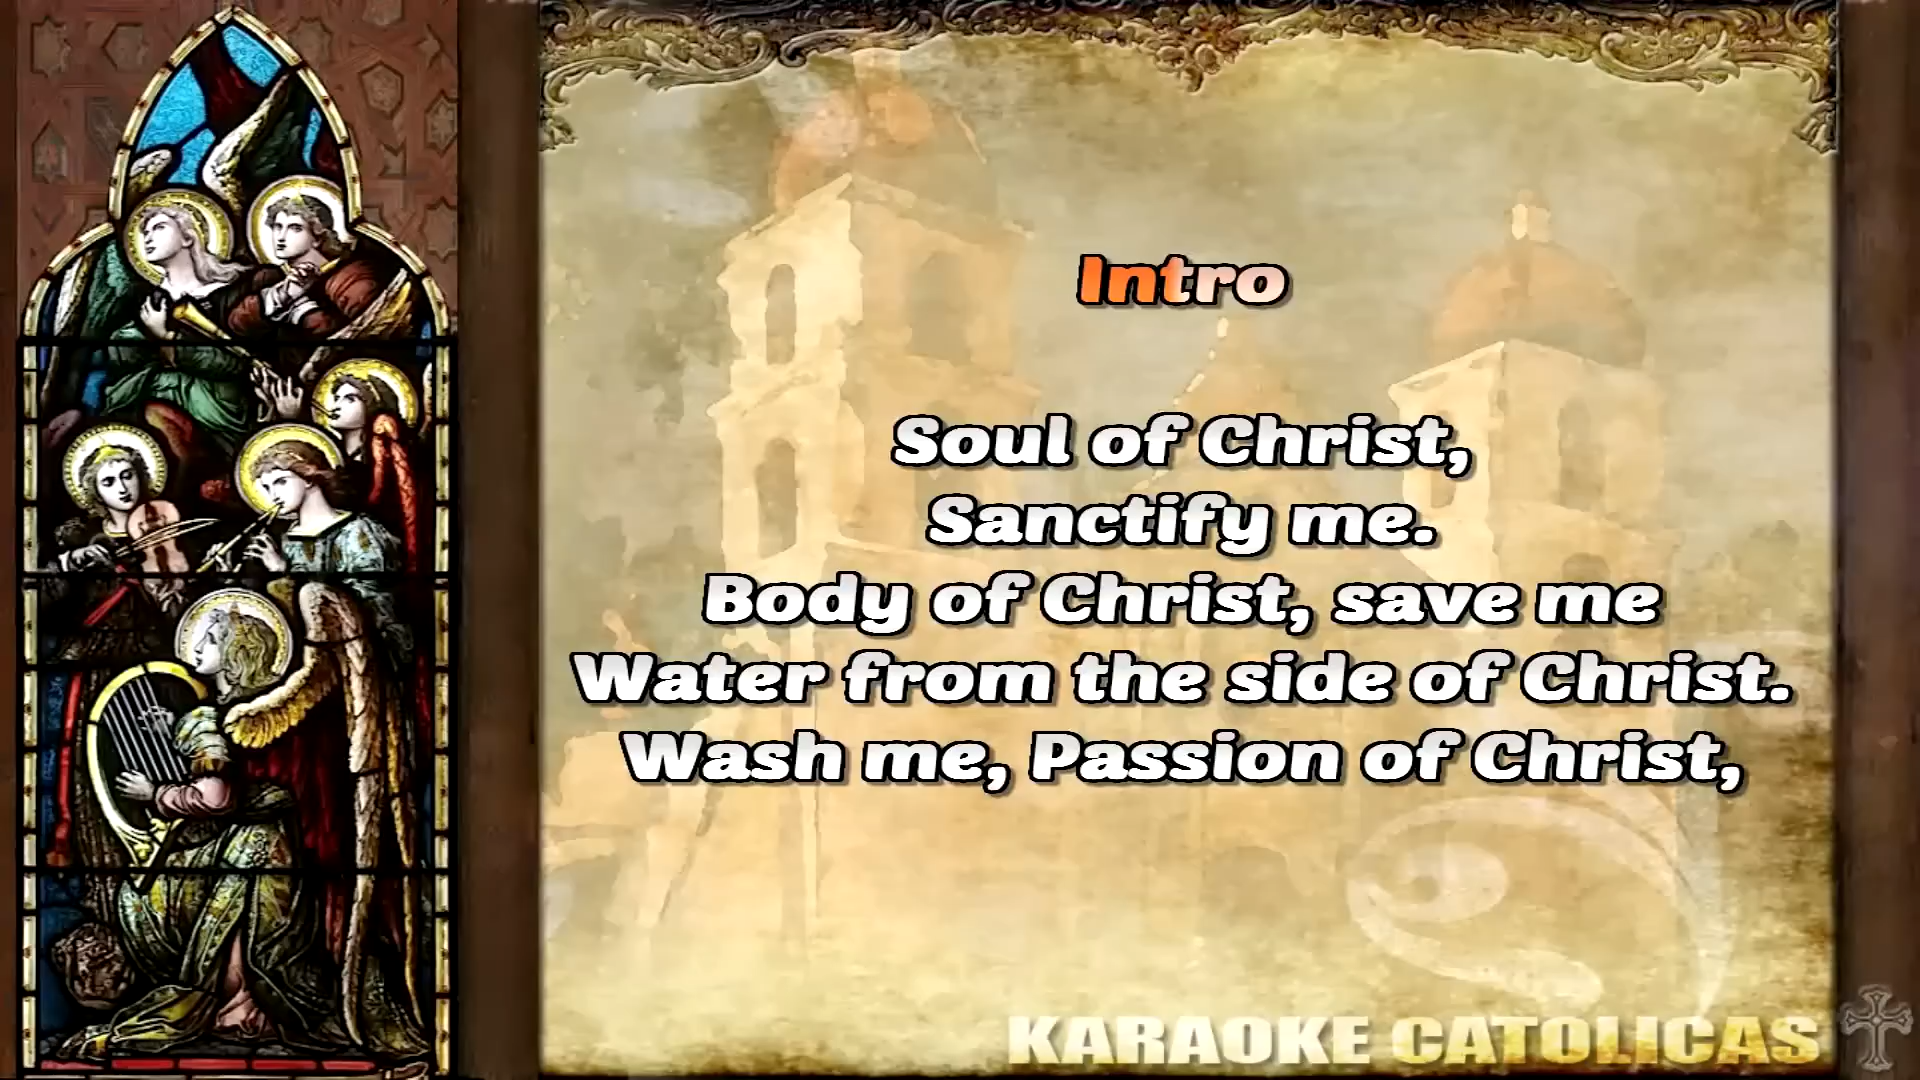 Intro
Soul of Christ,
Sanctify me.
Body of Christ, save me
Water from the side of Christ.
Wash me, Passion of Christ,
KARAOKE CATOLICAS